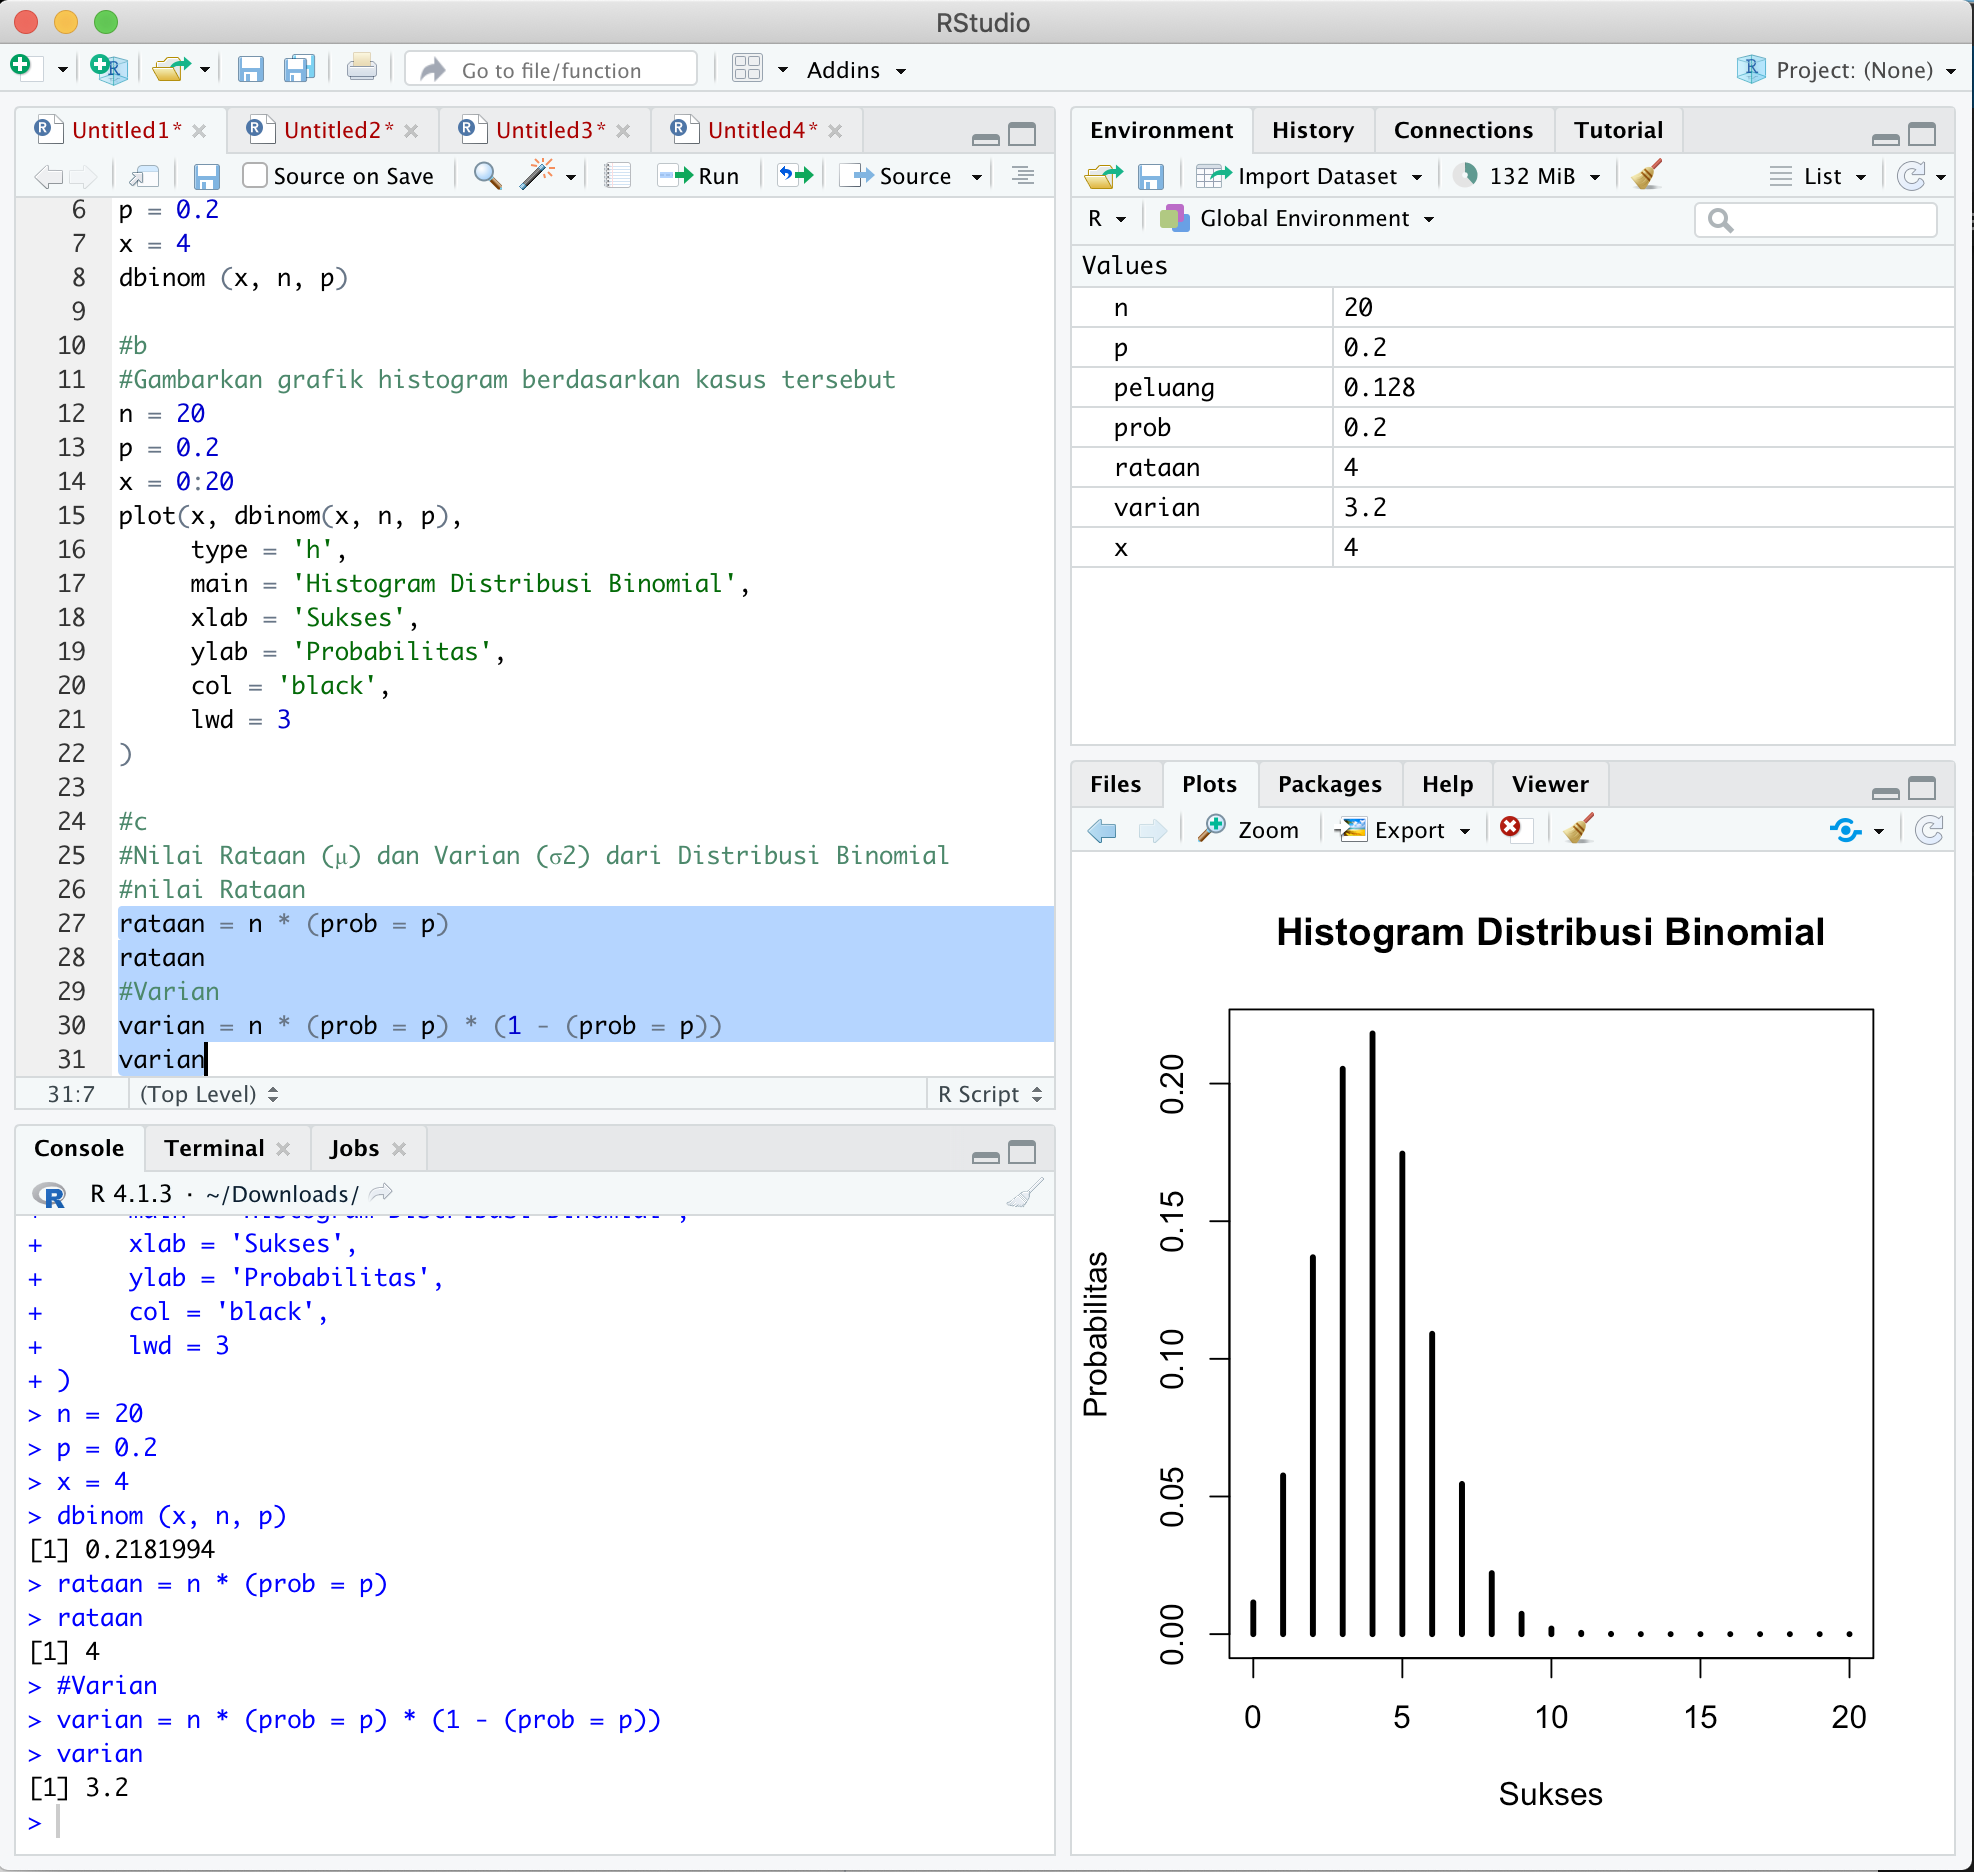 RStudio
Go to file/function
Addins
Project: (None)
Untitled1*
Untitled2*
Untitled3*
Untitled4*
Source on Save
Run
Source
6 p = 0.2
7 x = 4
8 dbinom (x, n, p)
9
10 #b
11 #Gambarkan grafik histogram berdasarkan kasus tersebut
12 n = 20
13 p = 0.2
14 x = 0:20
15 plot(x, dbinom(x, n, p),
16 type = 'h',
17 main = 'Histogram Distribusi Binomial',
18 xlab = 'Sukses',
19 ylab = 'Probabilitas',
20 col = 'black',
21 lwd = 3
22 )
23
24 #c
25 #Nilai Rataan (μ) dan Varian (σ2) dari Distribusi Binomial
26 #nilai Rataan
27 rataan = n * (prob = p)
28 rataan
29 #Varian
30 varian = n * (prob = p) * (1 - (prob = p))
31 varian
31:7 (Top Level) R Script
Console Terminal Jobs
R 4.1.3 · ~/Downloads/
+ main = 'Histogram Distribusi Binomial',
+ xlab = 'Sukses',
+ ylab = 'Probabilitas',
+ col = 'black',
+ lwd = 3
+ )
> n = 20
> p = 0.2
> x = 4
> dbinom (x, n, p)
[1] 0.2181994
> rataan = n * (prob = p)
> rataan
[1] 4
> #Varian
> varian = n * (prob = p) * (1 - (prob = p))
> varian
[1] 3.2
>
Environment History Connections Tutorial
Import Dataset 132 MiB List
R Global Environment
Values
n 20
p 0.2
peluang 0.128
prob 0.2
rataan 4
varian 3.2
x 4
Files Plots Packages Help Viewer
Zoom Export
Histogram Distribusi Binomial
Probabilitas
0.20
0.15
0.10
0.05
0.00
0 5 10 15 20
Sukses